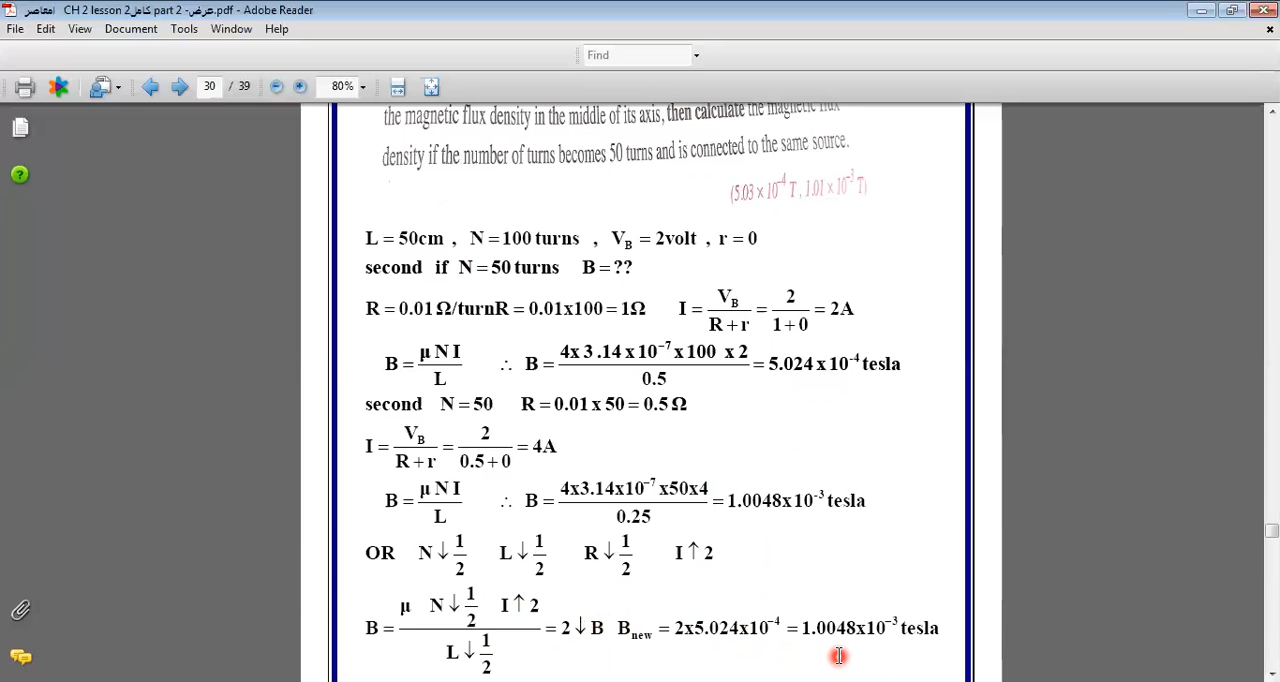 معاصر CH 2 lesson 2كامل part 2 -عرض.pdf - Adobe Reader
File Edit View Document Tools Window Help
Find
30 / 39 80%
the magnetic flux density in the middle of its axis, then calculate the magnetic flux
density if the number of turns becomes 50 turns and is connected to the same source.
(5.03 × 10⁻⁴ T , 1.01 × 10⁻³ T)
L = 50cm , N = 100 turns , V_B = 2volt , r = 0
second if N = 50 turns B = ??
R = 0.01 Ω/turnR = 0.01x100 = 1Ω I = V_B / R + r = 2 / 1 + 0 = 2A
B = μ N I / L ∴ B = 4x 3 .14 x 10⁻⁷ x 100 x 2 / 0.5 = 5.024 x 10⁻⁴ tesla
second N = 50 R = 0.01 x 50 = 0.5 Ω
I = V_B / R + r = 2 / 0.5 + 0 = 4A
B = μ N I / L ∴ B = 4x3.14x10⁻⁷ x50x4 / 0.25 = 1.0048x 10⁻³ tesla
OR N ↓ 1/2 L ↓ 1/2 R ↓ 1/2 I ↑ 2
B = μ N ↓ 1/2 I ↑ 2 / L ↓ 1/2 = 2 ↓ B B_new = 2x5.024x10⁻⁴ = 1.0048x10⁻³ tesla